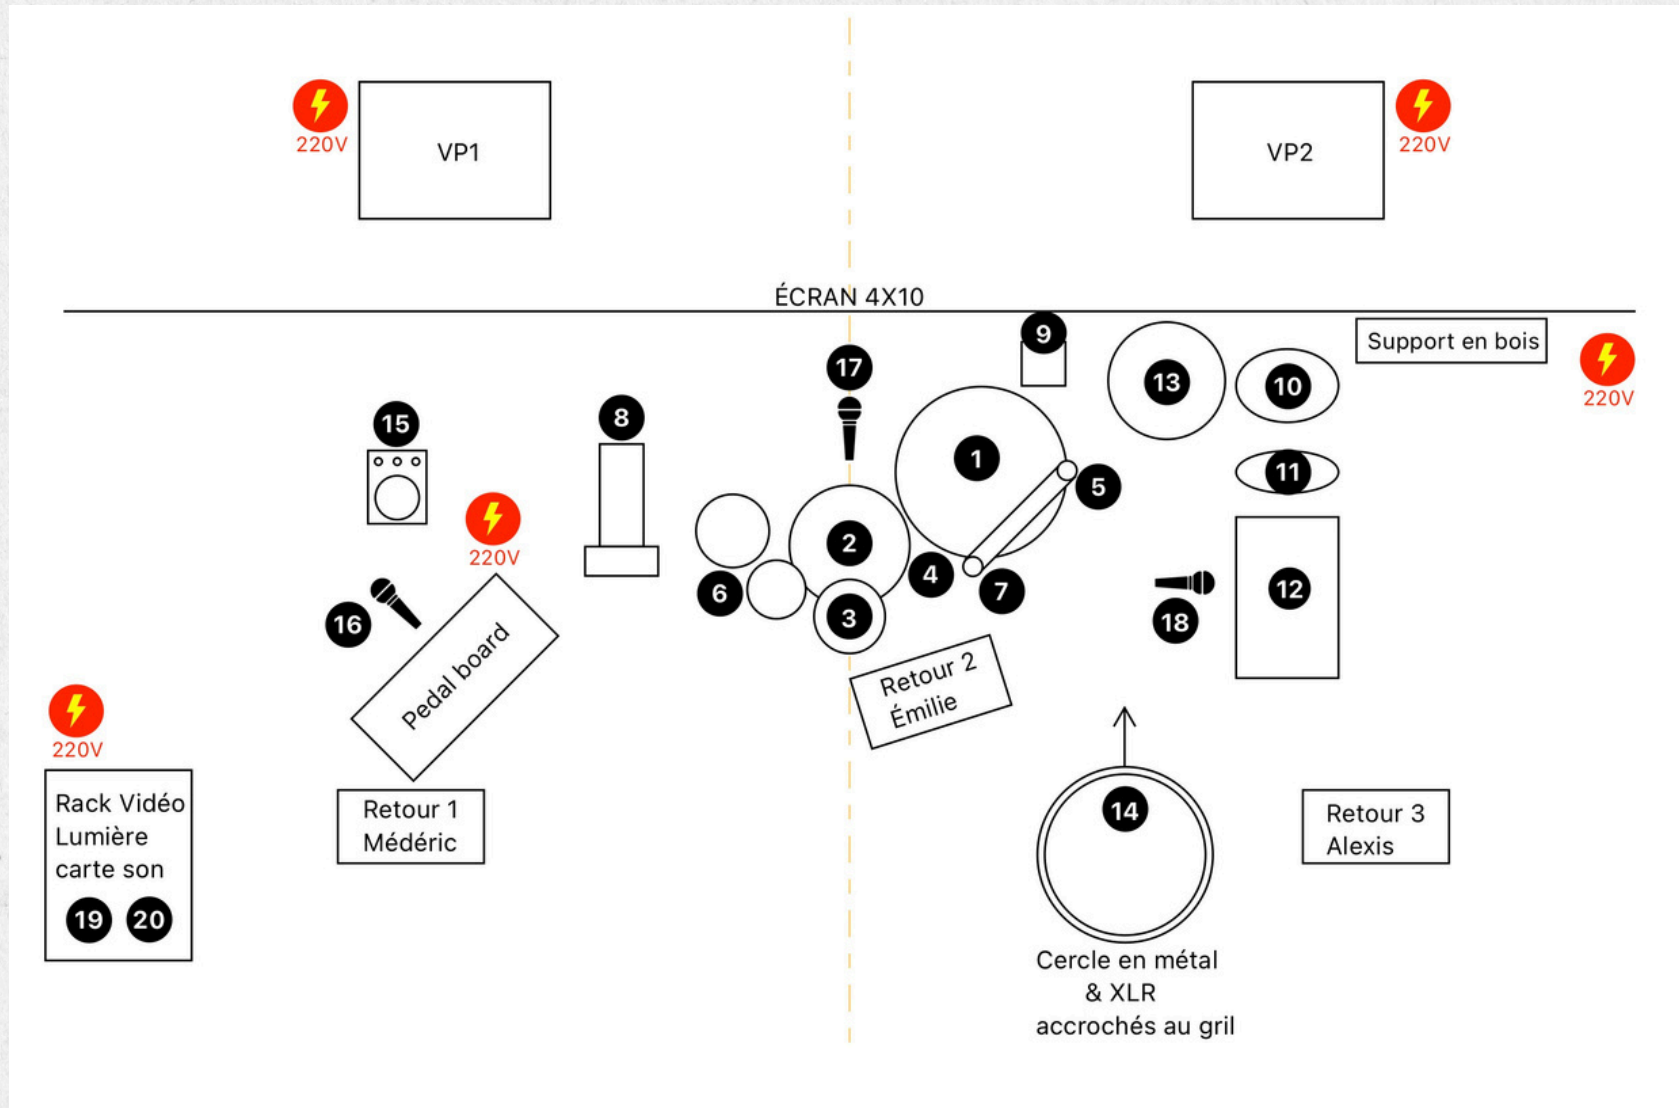 220V
VP1
VP2
220V
ÉCRAN 4X10
9
Support en bois
220V
17
13
10
15
8
1
11
5
220V
2
4
7
6
3
12
16
18
Pedal board
Retour 2
Émilie
220V
Rack Vidéo
Lumière
carte son
19 20
Retour 1
Médéric
14
Retour 3
Alexis
Cercle en métal
& XLR
accrochés au gril